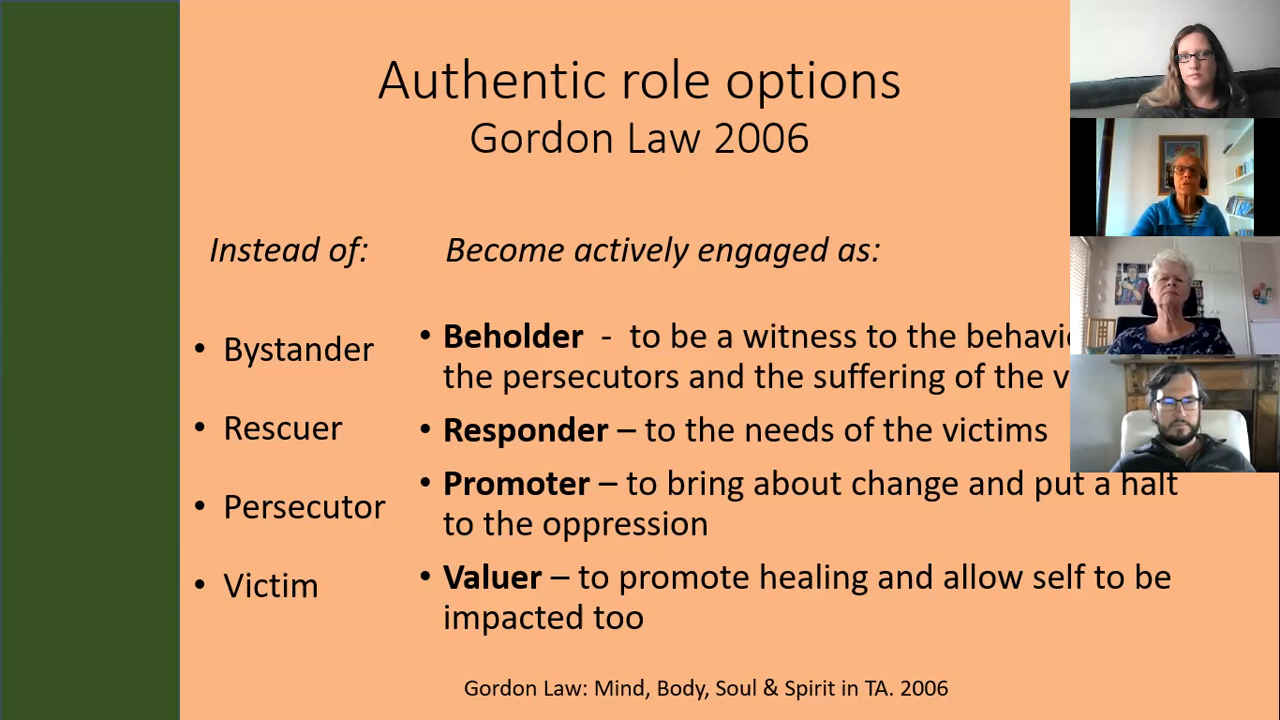 Authentic role options
Gordon Law 2006
Instead of:
Become actively engaged as:
• Bystander
• Rescuer
• Persecutor
• Victim
• Beholder - to be a witness to the
the persecutors and the suffering of the
• Responder – to the needs of the victims
• Promoter – to bring about change and put a halt
to the oppression
• Valuer – to promote healing and allow self to be
impacted too
Gordon Law: Mind, Body, Soul & Spirit in TA. 2006